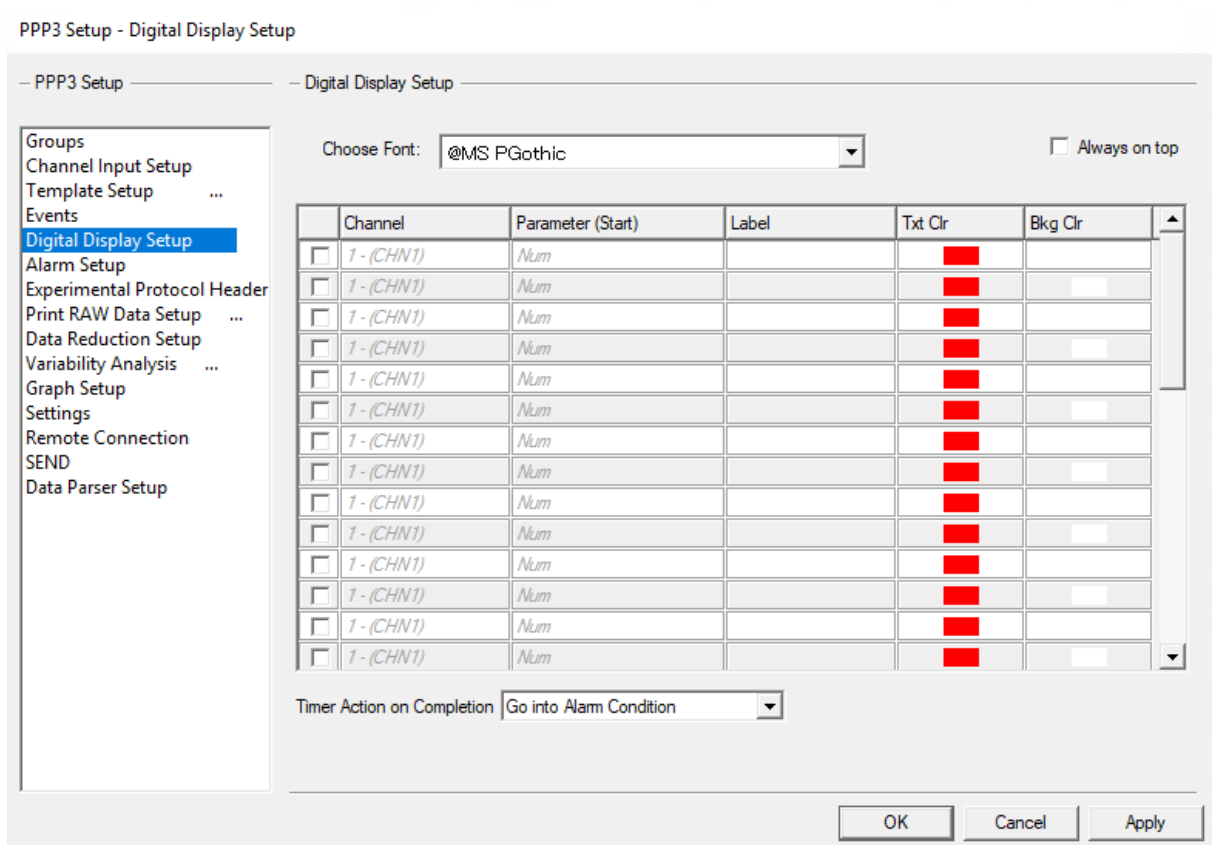 PPP3 Setup - Digital Display Setup
PPP3 Setup
Groups
Channel Input Setup
Template Setup ...
Events
Digital Display Setup
Alarm Setup
Experimental Protocol Header
Print RAW Data Setup ...
Data Reduction Setup
Variability Analysis ...
Graph Setup
Settings
Remote Connection
SEND
Data Parser Setup
Digital Display Setup
Choose Font: @MS PGothic Always on top
Channel Parameter (Start) Label Txt Clr Bkg Clr
1 - (CHN1) Num
1 - (CHN1) Num
1 - (CHN1) Num
1 - (CHN1) Num
1 - (CHN1) Num
1 - (CHN1) Num
1 - (CHN1) Num
1 - (CHN1) Num
1 - (CHN1) Num
1 - (CHN1) Num
1 - (CHN1) Num
1 - (CHN1) Num
1 - (CHN1) Num
1 - (CHN1) Num
Timer Action on Completion Go into Alarm Condition
OK Cancel Apply